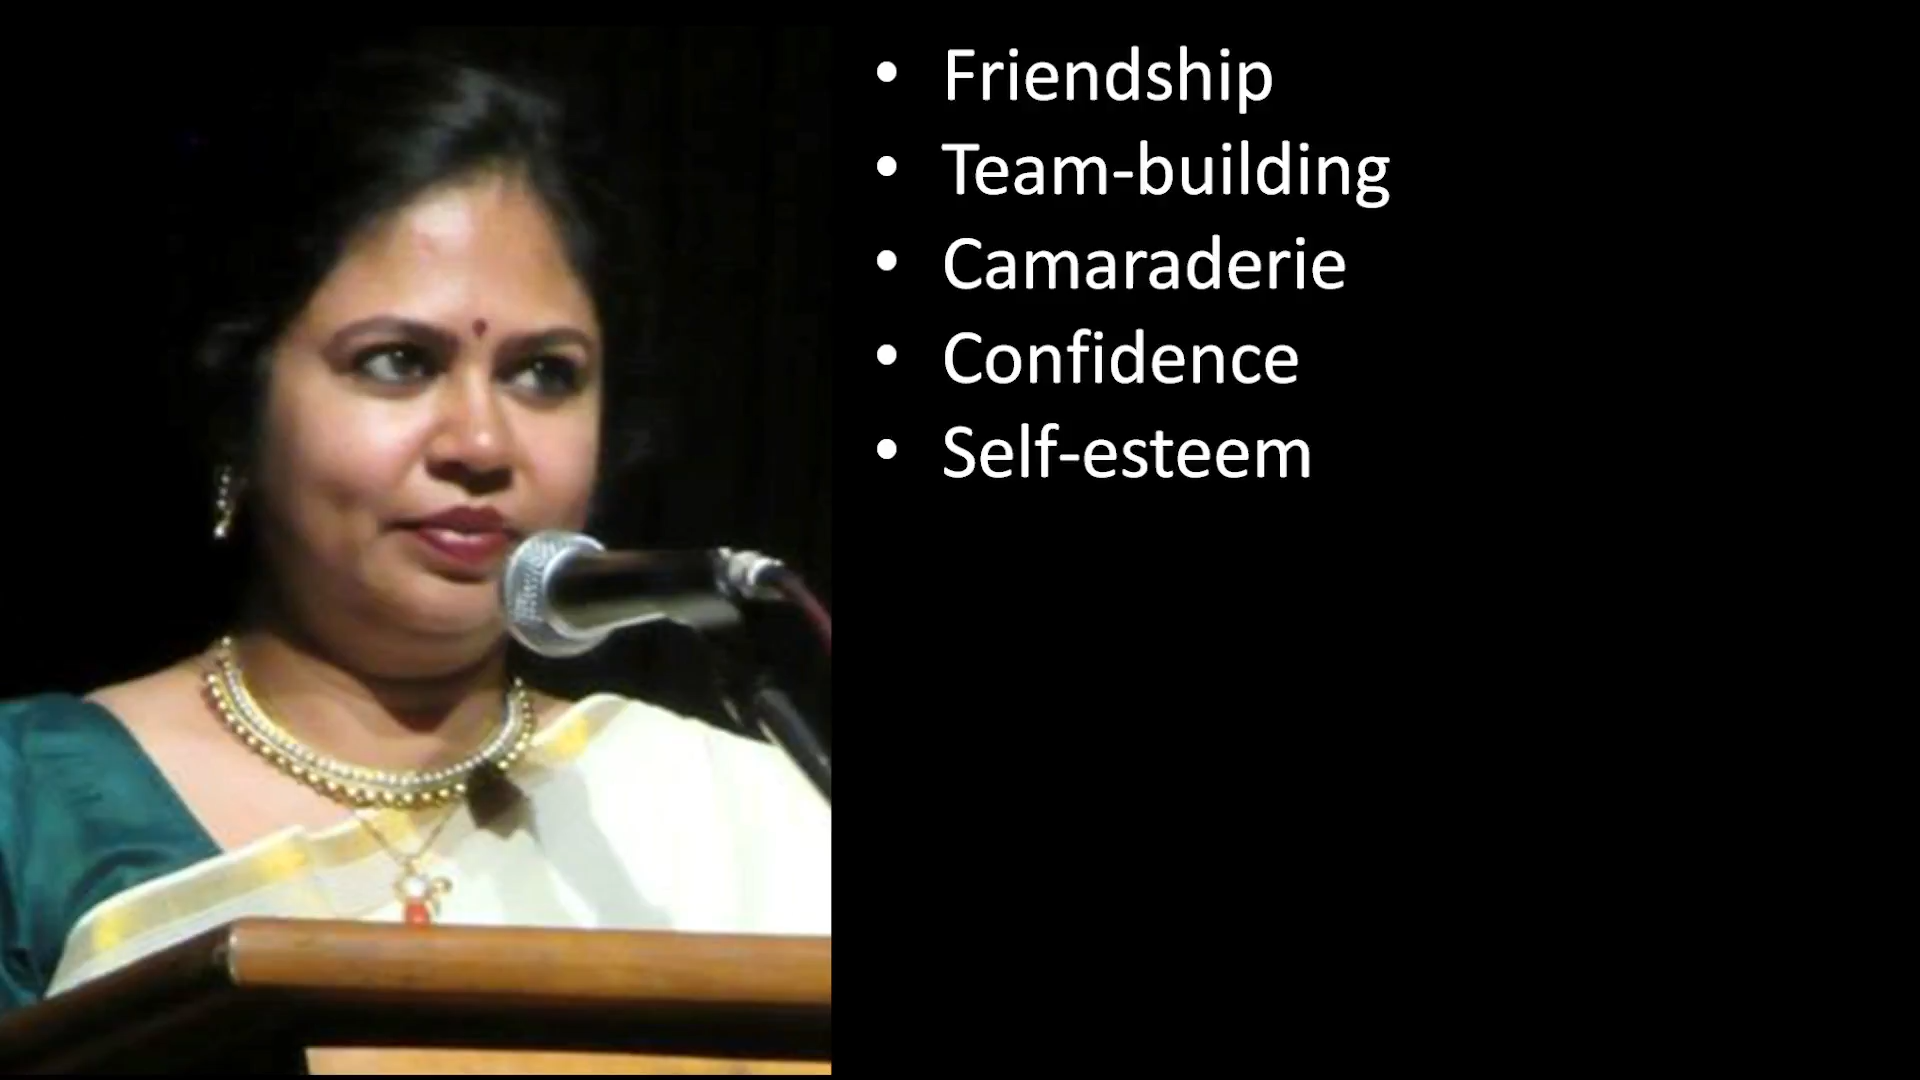 • Friendship
• Team-building
• Camaraderie
• Confidence
• Self-esteem